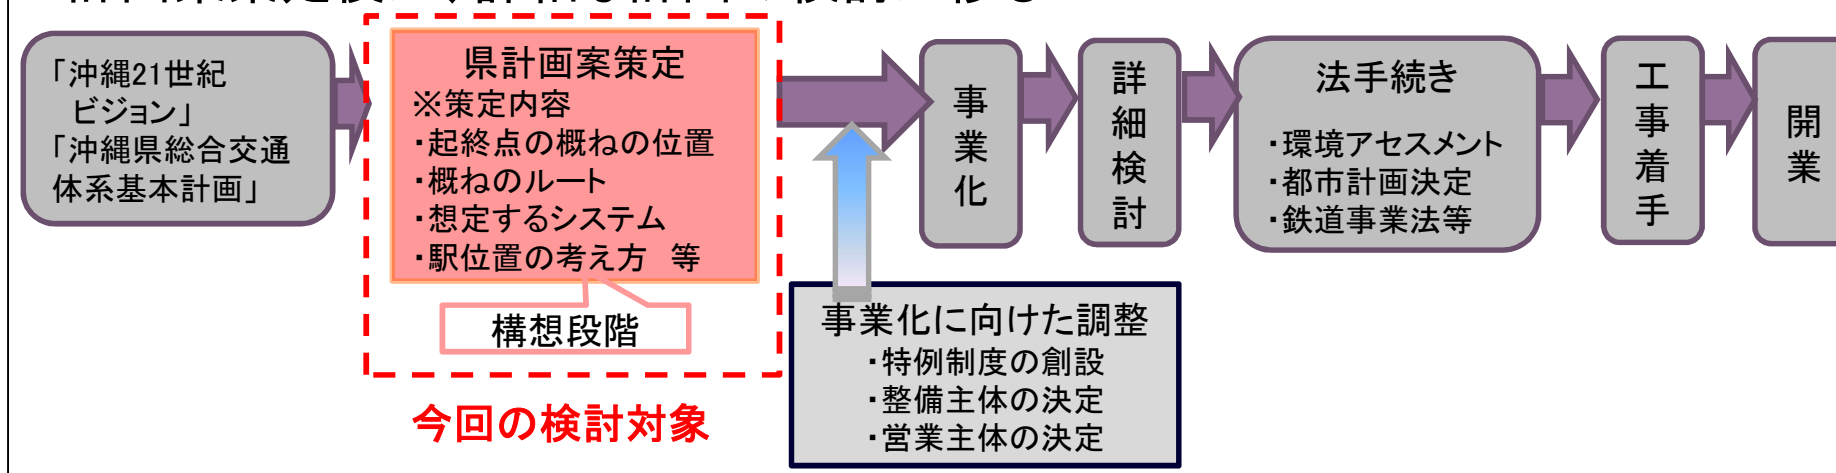 「沖縄21世紀
ビジョン」
「沖縄県総合交通
体系基本計画」
県計画案策定
※策定内容
・起終点の概ねの位置
・概ねのルート
・想定するシステム
・駅位置の考え方　等
構想段階
今回の検討対象
事業化に向けた調整
・特例制度の創設
・整備主体の決定
・営業主体の決定
事業化
詳細検討
法手続き
・環境アセスメント
・都市計画決定
・鉄道事業法等
工事着手
開業